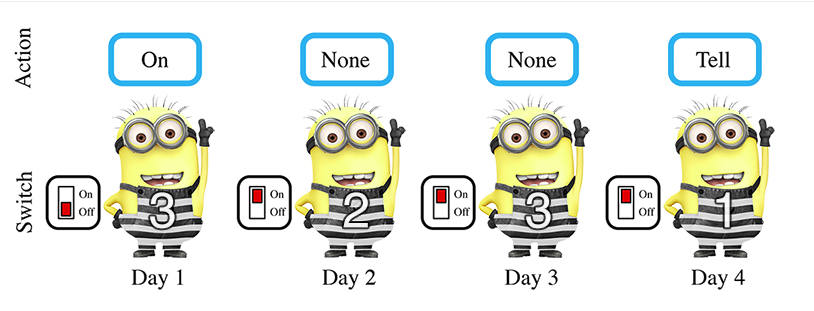 Action
On
None
None
Tell
Switch
On
Off
3
On
Off
2
On
Off
3
On
Off
1
Day 1
Day 2
Day 3
Day 4